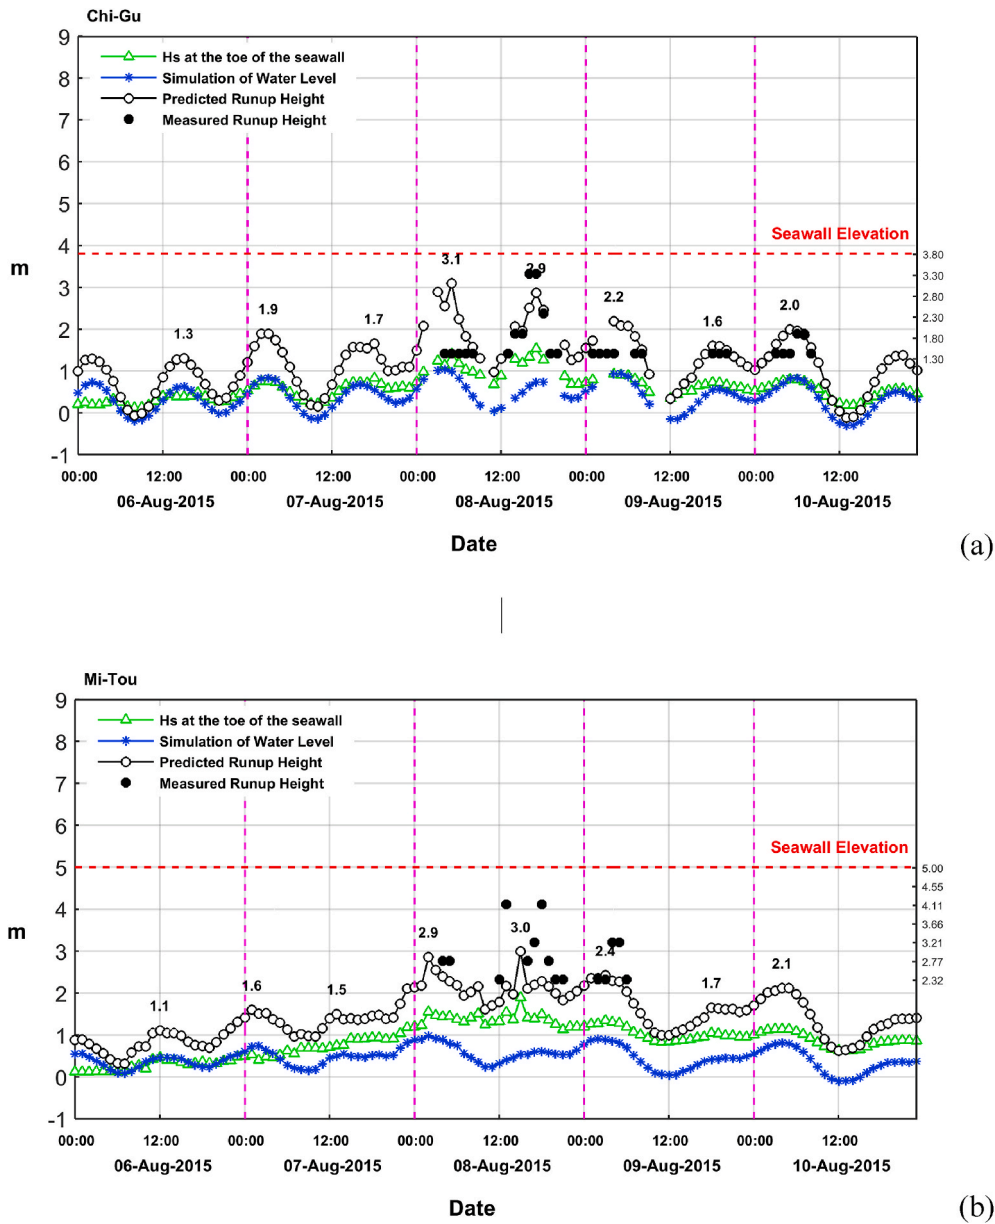 Chi-Gu
9
8
7
6
5
4
3
2
1
0
-1
m
Hs at the toe of the seawall
Simulation of Water Level
Predicted Runup Height
Measured Runup Height
Seawall Elevation
3.80
3.30
2.80
2.30
1.80
1.30
1.3
1.9
1.7
3.1
2.9
2.2
1.6
2.0
00:00 12:00 00:00 12:00 00:00 12:00 00:00 12:00 00:00 12:00
06-Aug-2015 07-Aug-2015 08-Aug-2015 09-Aug-2015 10-Aug-2015
Date
(a)
Mi-Tou
9
8
7
6
5
4
3
2
1
0
-1
m
Hs at the toe of the seawall
Simulation of Water Level
Predicted Runup Height
Measured Runup Height
Seawall Elevation
5.00
4.55
4.11
3.66
3.21
2.77
2.32
1.1
1.6
1.5
2.9
3.0
2.4
1.7
2.1
00:00 12:00 00:00 12:00 00:00 12:00 00:00 12:00 00:00 12:00
06-Aug-2015 07-Aug-2015 08-Aug-2015 09-Aug-2015 10-Aug-2015
Date
(b)